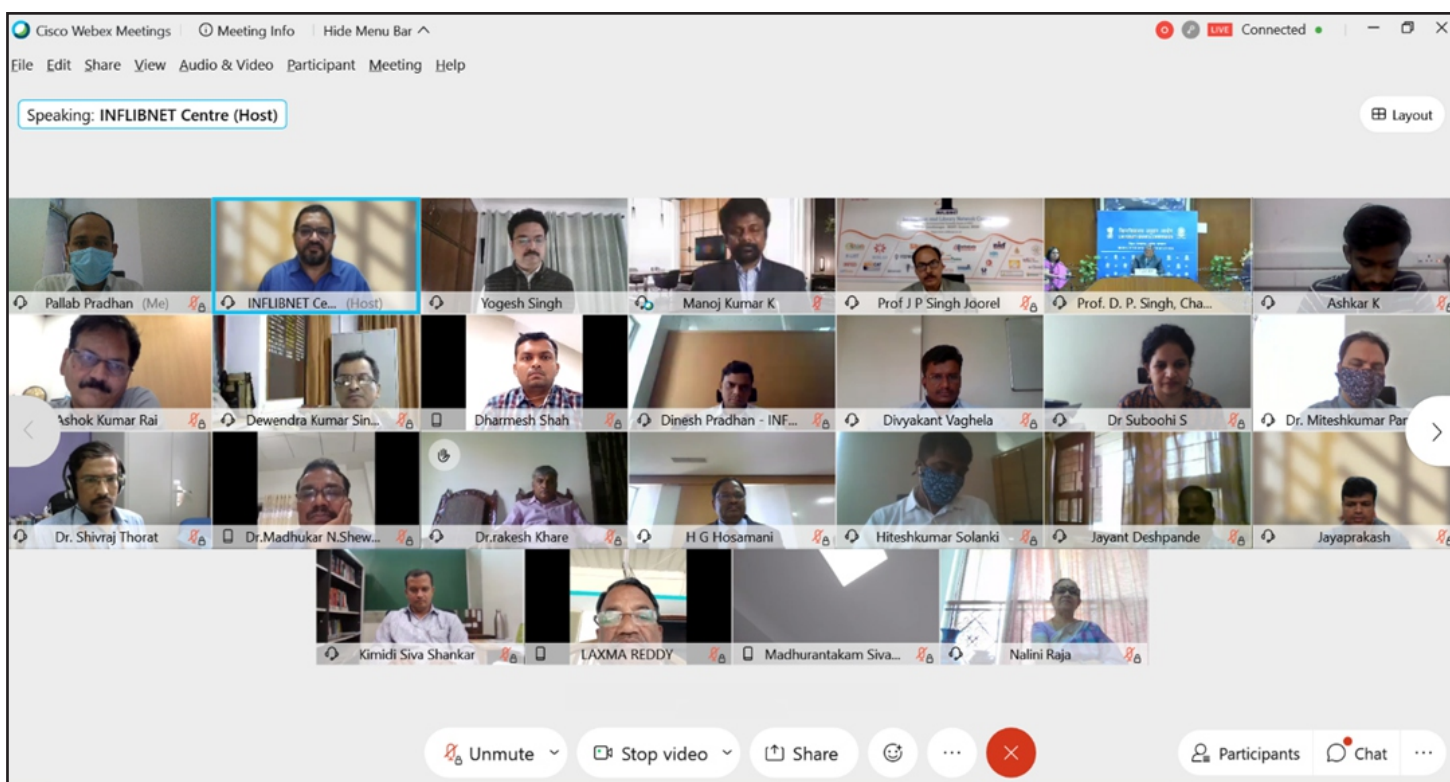 Cisco Webex Meetings Meeting Info Hide Menu Bar LIVE Connected
File Edit Share View Audio & Video Participant Meeting Help
Speaking: INFLIBNET Centre (Host)
Layout
INFLIBNET
Pallab Pradhan (Me) INFLIBNET Ce... (Host) Yogesh Singh Manoj Kumar K Prof J P Singh Joorel Prof. D. P. Singh, Cha... Ashkar K
Ashok Kumar Rai Dewendra Kumar Sin... Dharmesh Shah Dinesh Pradhan - INF... Divyakant Vaghela Dr Suboohi S Dr. Miteshkumar Par
Dr. Shivraj Thorat Dr.Madhukar N.Shew... Dr.rakesh Khare H G Hosamani Hiteshkumar Solanki Jayant Deshpande Jayaprakash
Kimidi Siva Shankar LAXMA REDDY Madhurantakam Siva... Nalini Raja
Unmute Stop video Share Participants Chat